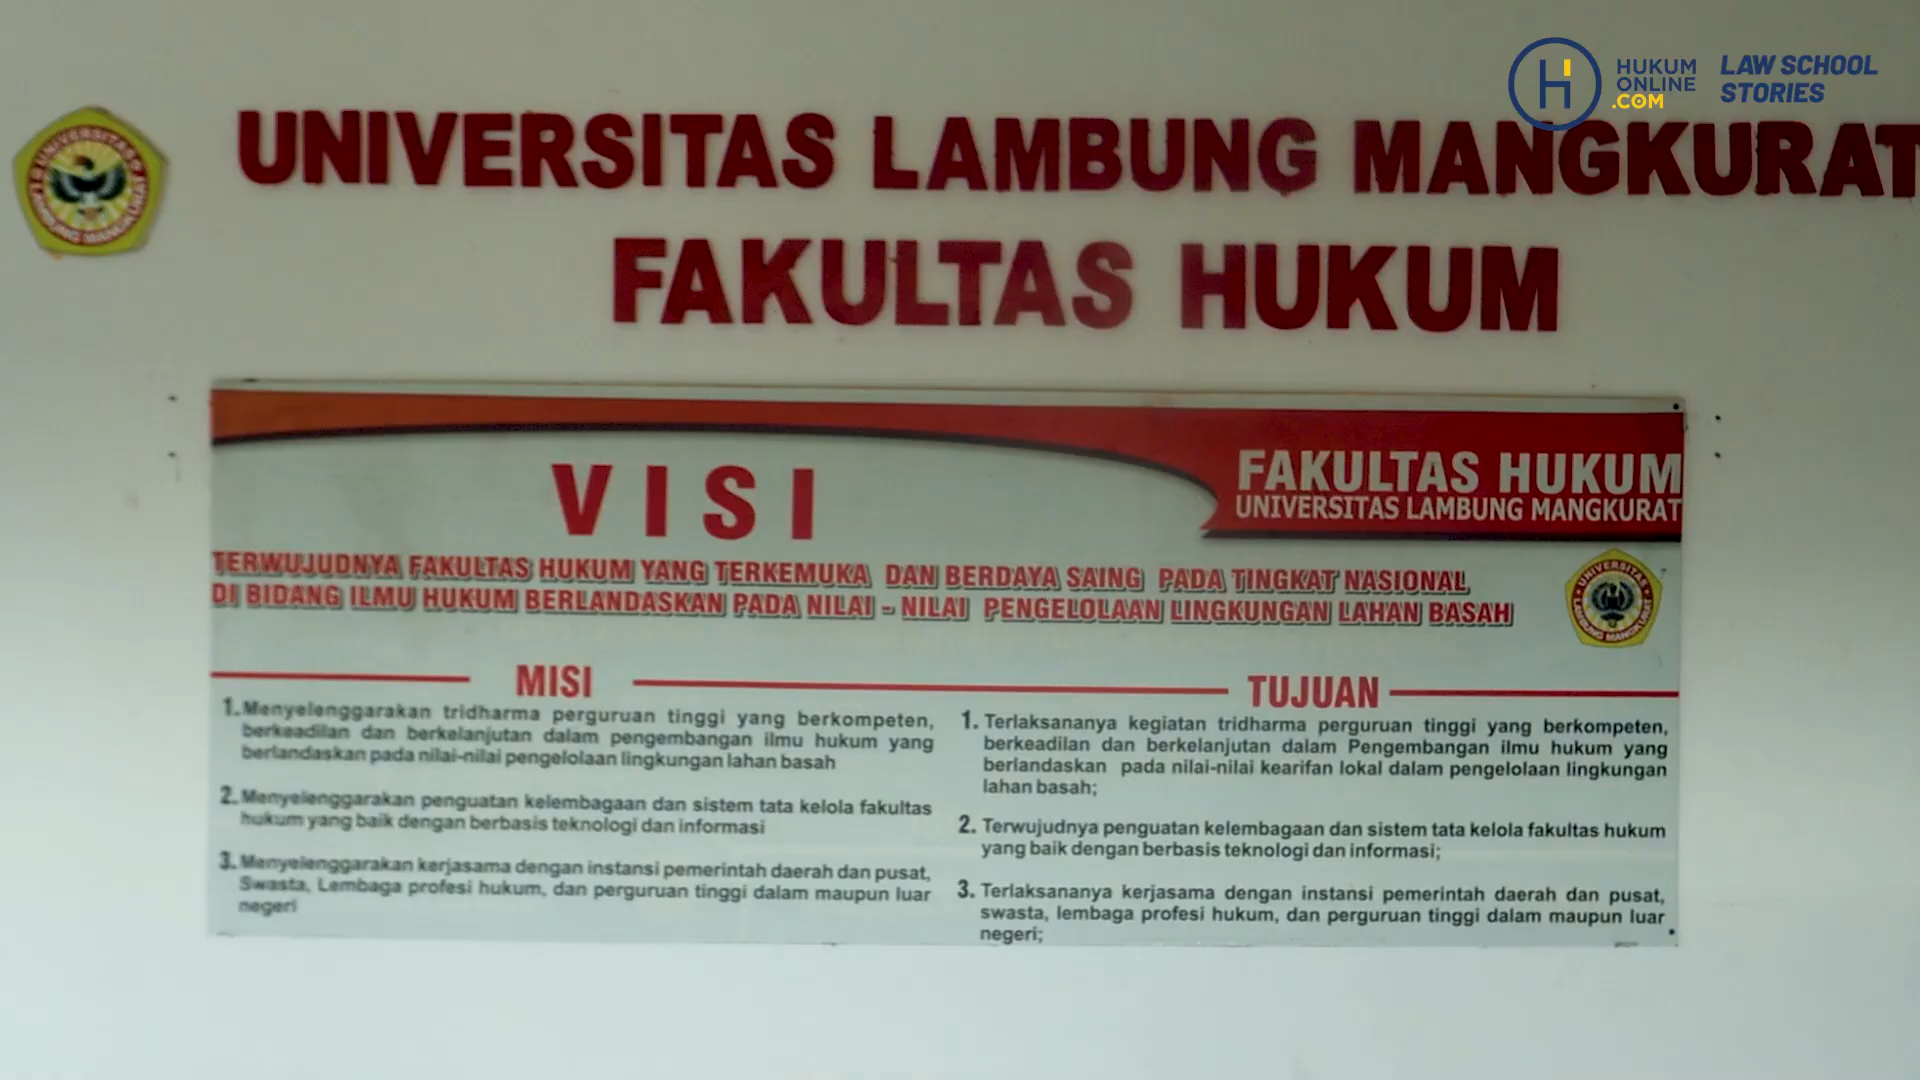 HUKUM
ONLINE
.COM
LAW SCHOOL
STORIES
UNIVERSITAS LAMBUNG MANGKURAT
FAKULTAS HUKUM
UNIVERSITAS
LAMBUNG MANGKURAT
VISI
FAKULTAS HUKUM
UNIVERSITAS LAMBUNG MANGKURAT
TERWUJUDNYA FAKULTAS HUKUM YANG TERKEMUKA DAN BERDAYA SAING PADA TINGKAT NASIONAL
DI BIDANG ILMU HUKUM BERLANDASKAN PADA NILAI - NILAI PENGELOLAAN LINGKUNGAN LAHAN BASAH
UNIVERSITAS
LAMBUNG MANGKURAT
MISI
1. Menyelenggarakan tridharma perguruan tinggi yang berkompeten,
berkeadilan dan berkelanjutan dalam pengembangan ilmu hukum yang
berlandaskan pada nilai-nilai pengelolaan lingkungan lahan basah
2. Menyelenggarakan penguatan kelembagaan dan sistem tata kelola fakultas
hukum yang baik dengan berbasis teknologi dan informasi
3. Menyelenggarakan kerjasama dengan instansi pemerintah daerah dan pusat,
Swasta, Lembaga profesi hukum, dan perguruan tinggi dalam maupun luar
negeri
TUJUAN
1. Terlaksananya kegiatan tridharma perguruan tinggi yang berkompeten,
berkeadilan dan berkelanjutan dalam Pengembangan ilmu hukum yang
berlandaskan pada nilai-nilai kearifan lokal dalam pengelolaan lingkungan
lahan basah;
2. Terwujudnya penguatan kelembagaan dan sistem tata kelola fakultas hukum
yang baik dengan berbasis teknologi dan informasi;
3. Terlaksananya kerjasama dengan instansi pemerintah daerah dan pusat,
swasta, lembaga profesi hukum, dan perguruan tinggi dalam maupun luar
negeri;